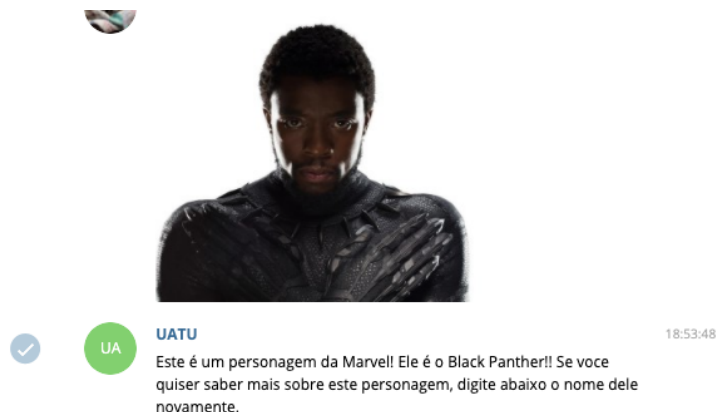 UATU
18:53:48
UA
Este é um personagem da Marvel! Ele é o Black Panther!! Se voce
quiser saber mais sobre este personagem, digite abaixo o nome dele
novamente.